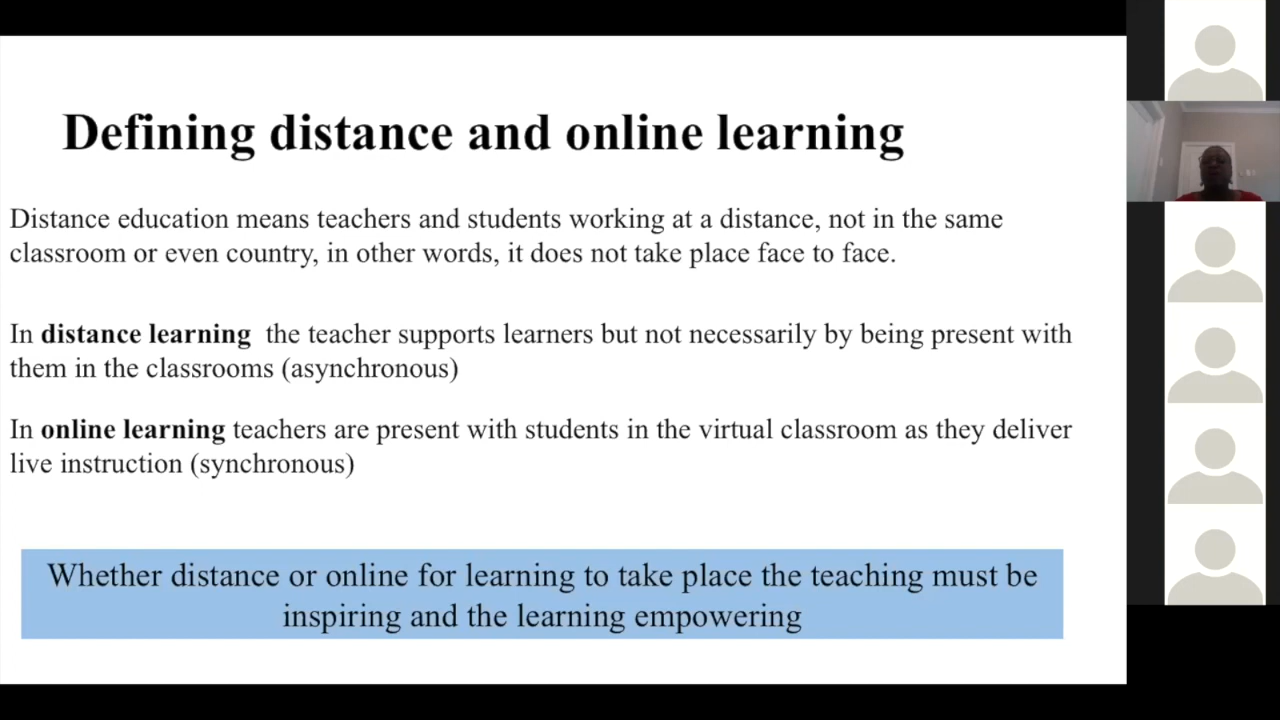 Defining distance and online learning
Distance education means teachers and students working at a distance, not in the same
classroom or even country, in other words, it does not take place face to face.
In distance learning  the teacher supports learners but not necessarily by being present with
them in the classrooms (asynchronous)
In online learning teachers are present with students in the virtual classroom as they deliver
live instruction (synchronous)
Whether distance or online for learning to take place the teaching must be
inspiring and the learning empowering